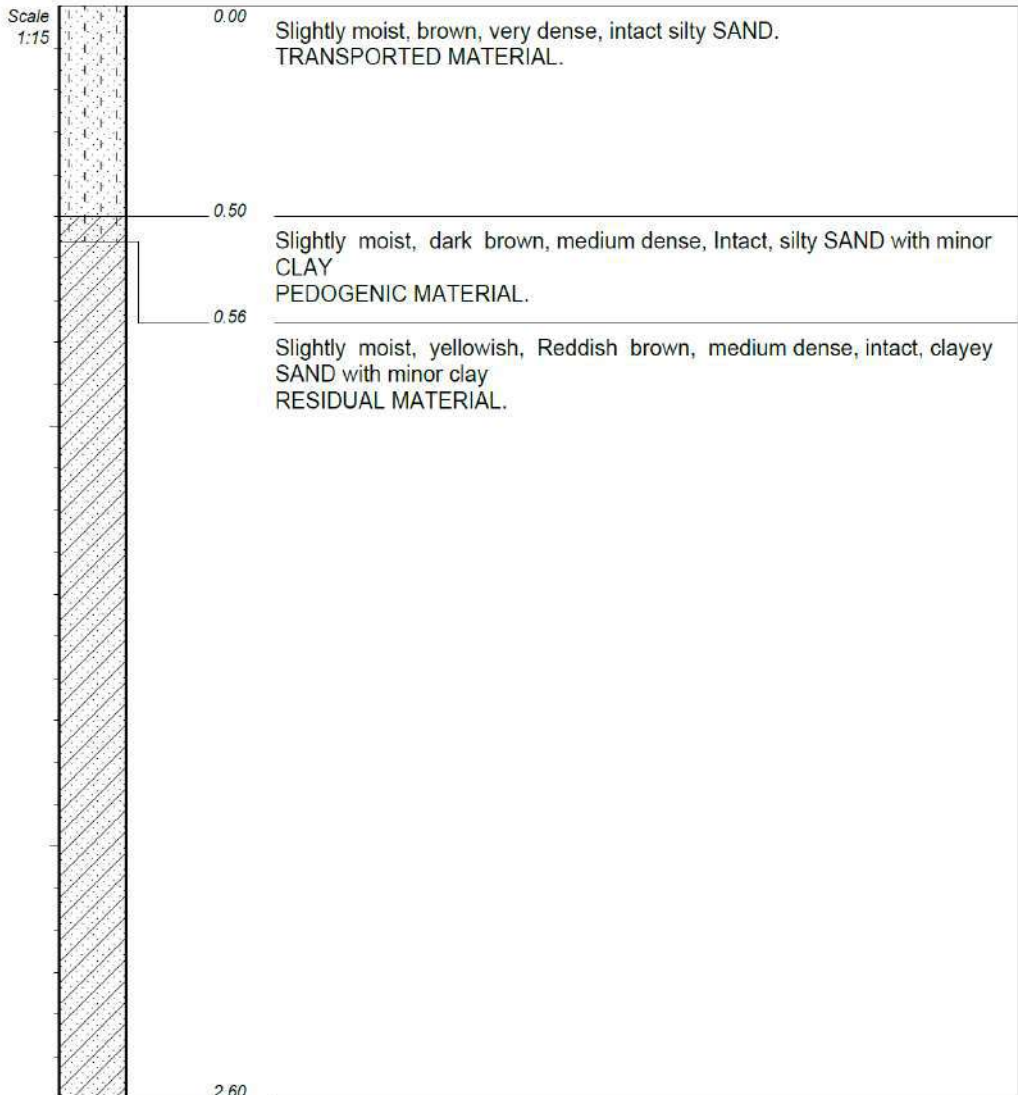 Scale
1:15
0.00
Slightly moist, brown, very dense, intact silty SAND.
TRANSPORTED MATERIAL.
0.50
Slightly moist, dark brown, medium dense, Intact, silty SAND with minor
CLAY
PEDOGENIC MATERIAL.
0.56
Slightly moist, yellowish, Reddish brown, medium dense, intact, clayey
SAND with minor clay
RESIDUAL MATERIAL.
2.60